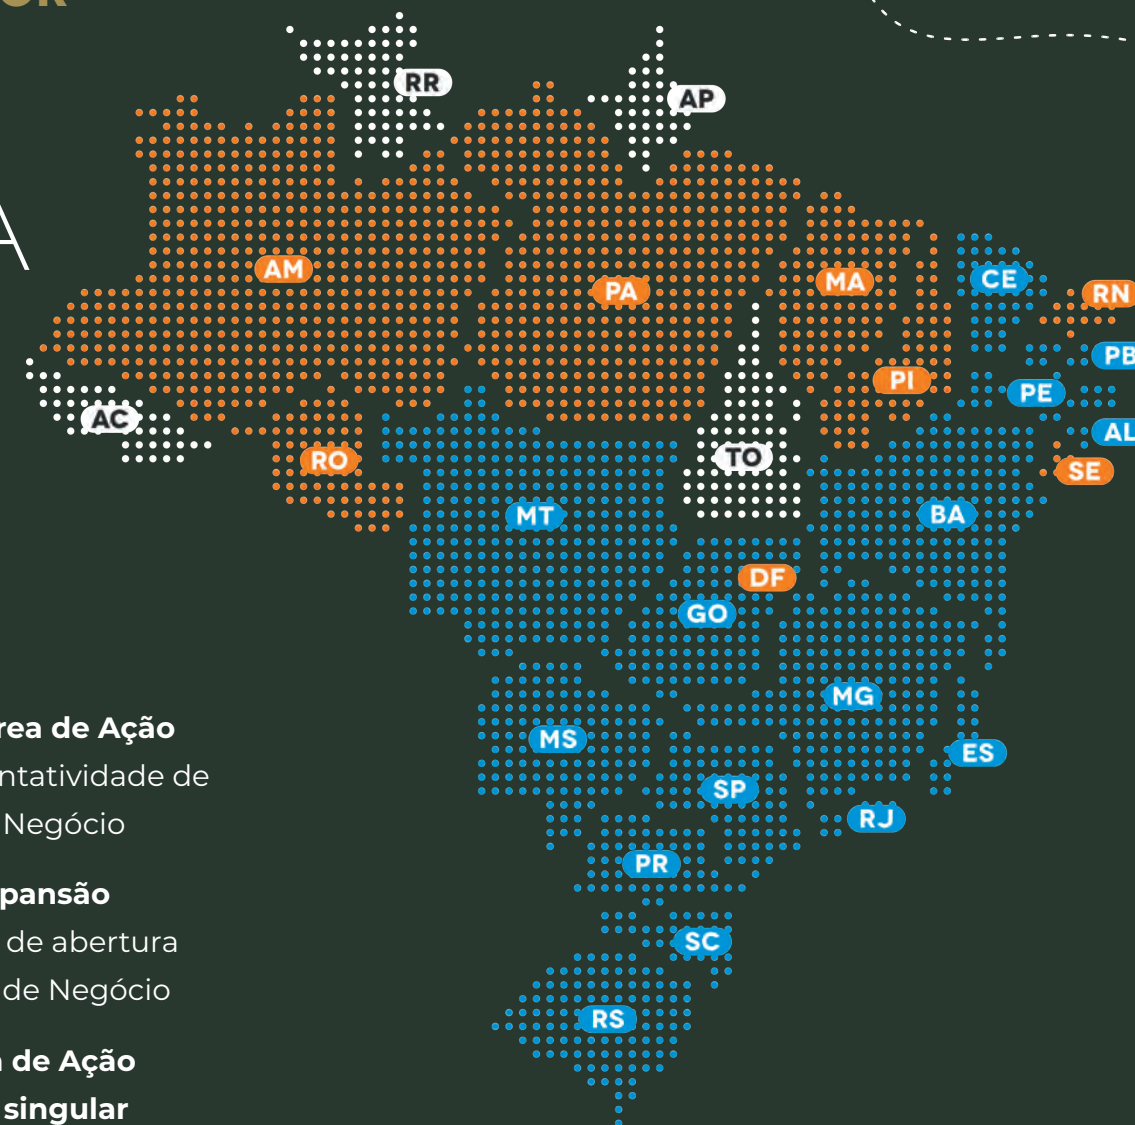 OR
RR
AP
A
AM
PA
MA
CE
RN
PB
PI
PE
AC
AL
RO
TO
SE
MT
BA
DF
GO
MG
rea de Ação
MS
ES
ntatividade de
SP
Negócio
RJ
PR
pansão
de abertura
SC
de Negócio
RS
de Ação
singular